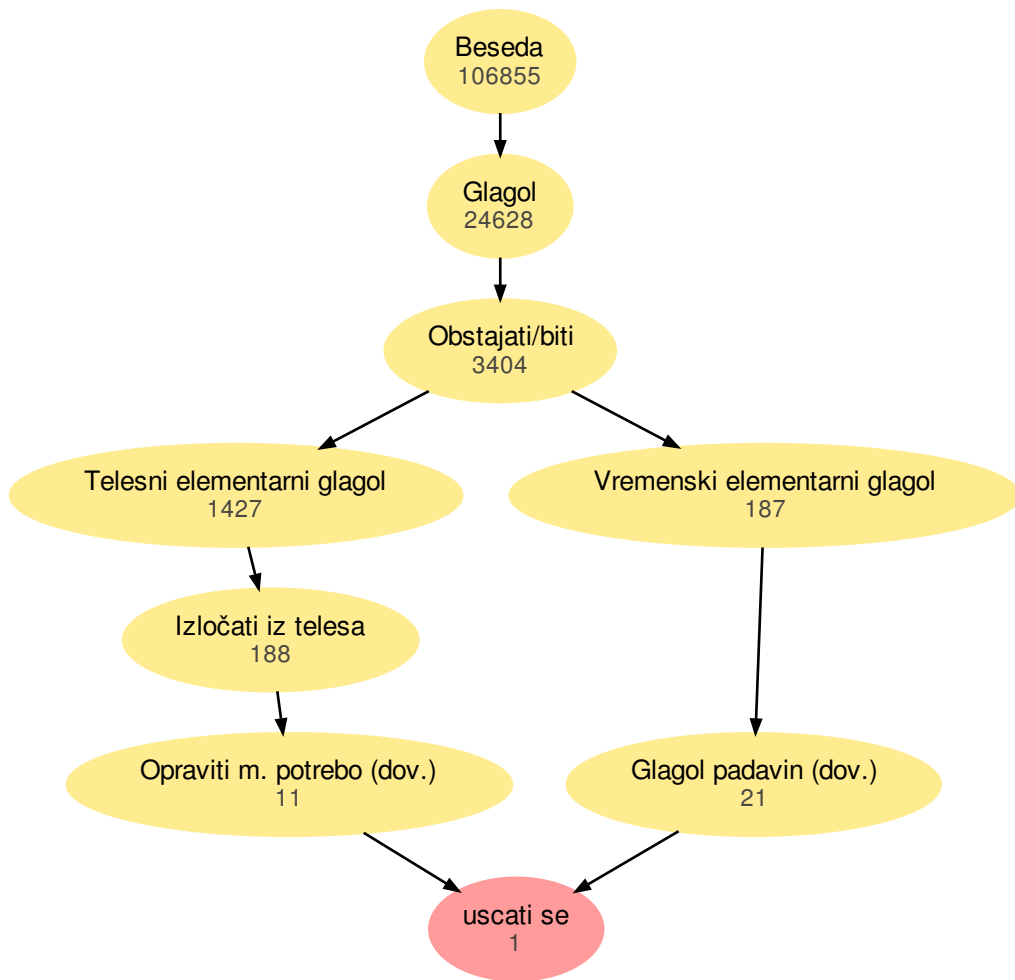 Beseda
106855
Glagol
24628
Obstajati/biti
3404
Telesni elementarni glagol
1427
Vremenski elementarni glagol
187
Izločati iz telesa
188
Opraviti m. potrebo (dov.)
11
Glagol padavin (dov.)
21
uscati se
1